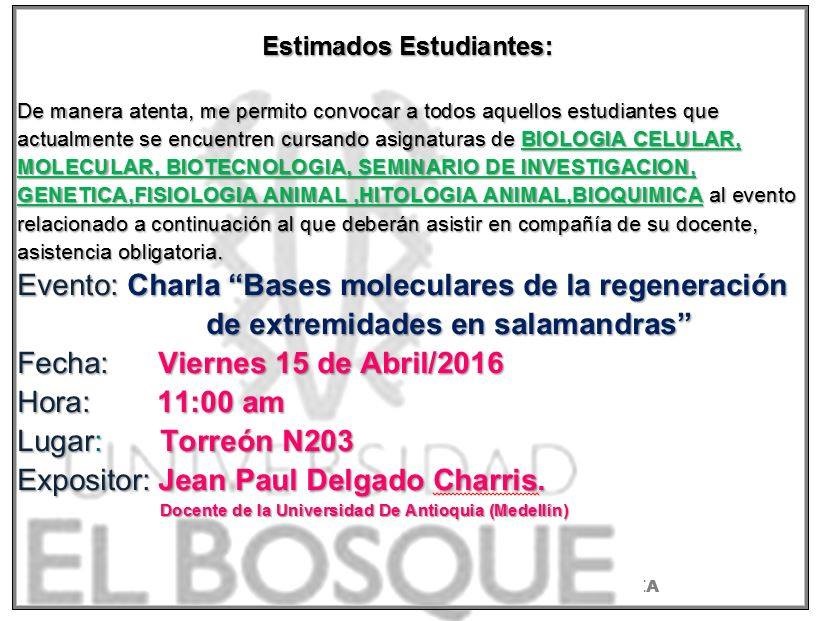 Estimados Estudiantes:
De manera atenta, me permito convocar a todos aquellos estudiantes que
actualmente se encuentren cursando asignaturas de BIOLOGIA CELULAR,
MOLECULAR, BIOTECNOLOGIA, SEMINARIO DE INVESTIGACION,
GENETICA,FISIOLOGIA ANIMAL ,HITOLOGIA ANIMAL,BIOQUIMICA al evento
relacionado a continuación al que deberán asistir en compañía de su docente,
asistencia obligatoria.
Evento: Charla “Bases moleculares de la regeneración
de extremidades en salamandras”
Fecha: Viernes 15 de Abril/2016
Hora: 11:00 am
Lugar: Torreón N203
Expositor: Jean Paul Delgado Charris.
Docente de la Universidad De Antioquia (Medellin)
UNIVERSIDAD
EL BOSQUE